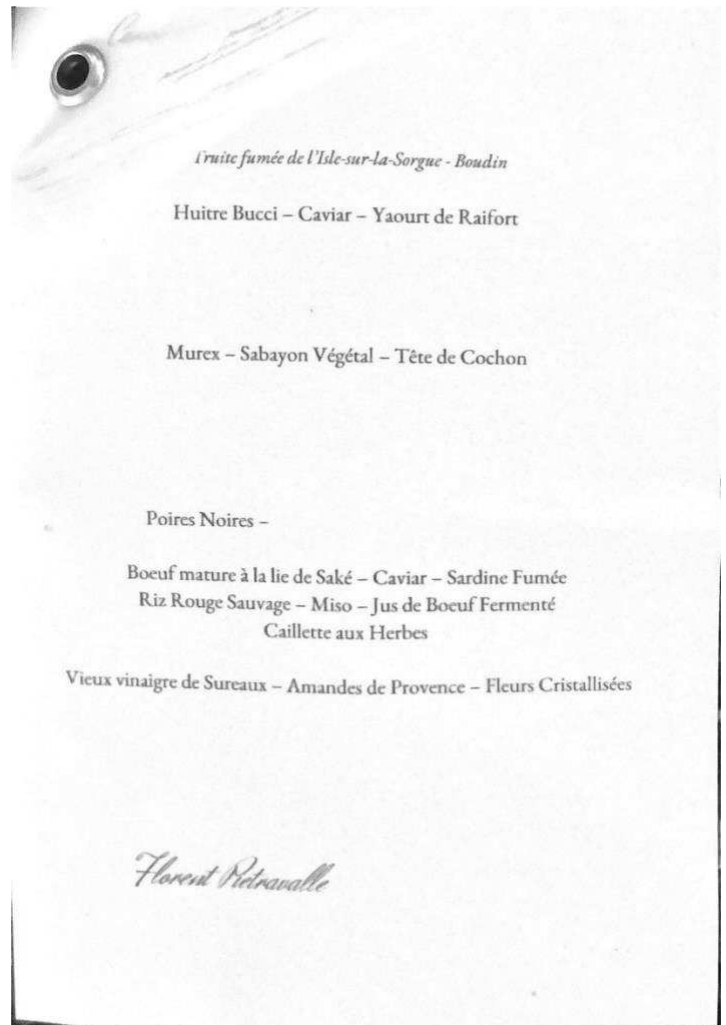 Truite fumée de l'Isle-sur-la-Sorgue - Boudin
Huitre Bucci – Caviar – Yaourt de Raifort
Murex – Sabayon Végétal – Tête de Cochon
Poires Noires –
Boeuf mature à la lie de Saké – Caviar – Sardine Fumée
Riz Rouge Sauvage – Miso – Jus de Boeuf Fermenté
Caillette aux Herbes
Vieux vinaigre de Sureaux – Amandes de Provence – Fleurs Cristallisées
Florent Pietravalle